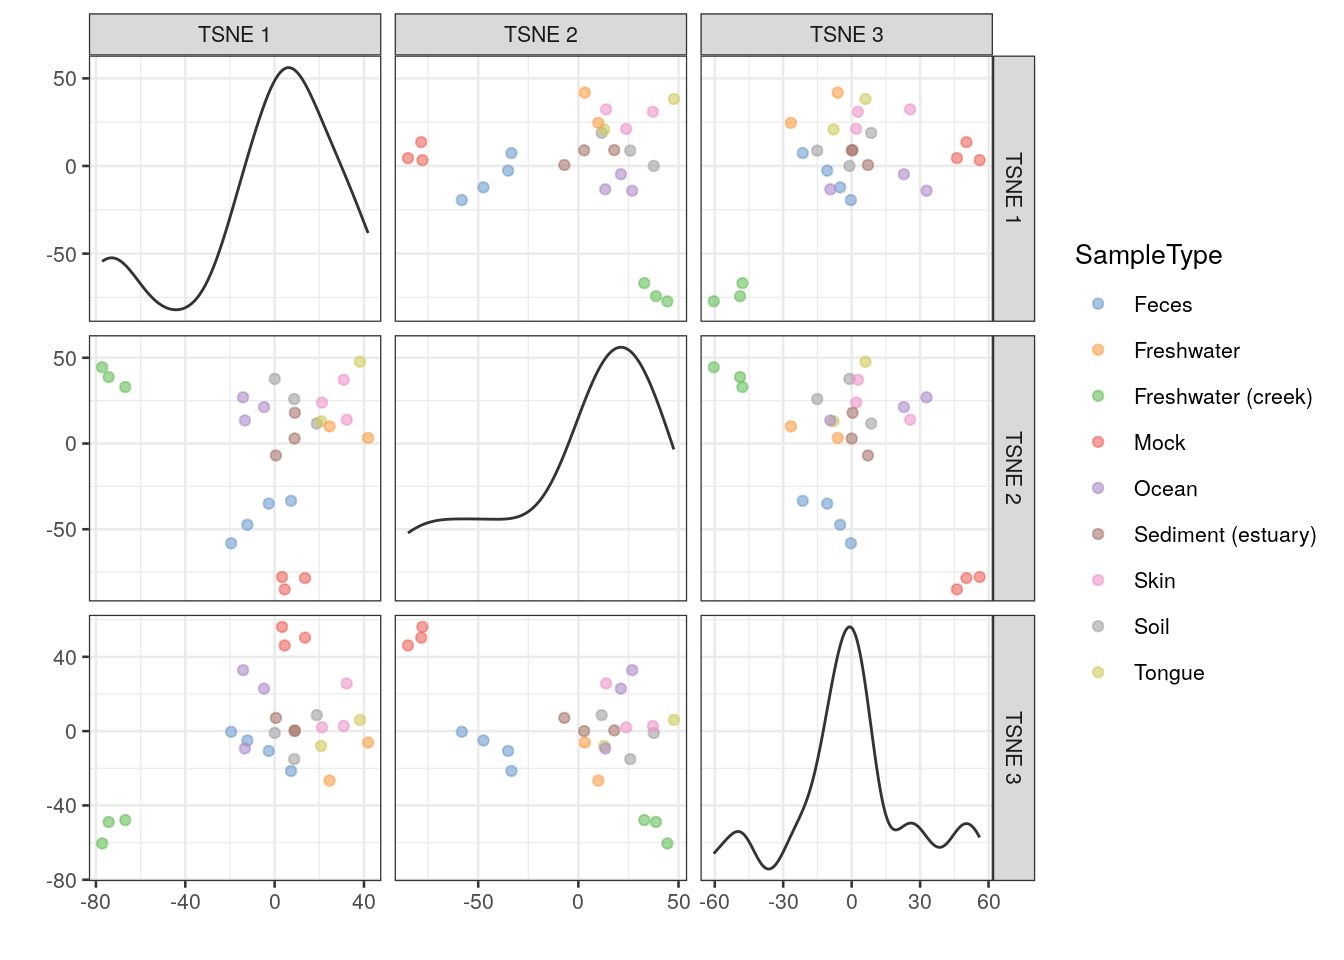 TSNE 1
TSNE 2
TSNE 3
50
0
-50
TSNE 1
50
0
-50
TSNE 2
40
0
-40
-80
TSNE 3
-80 -40 0 40
-50 0 50
-60 -30 0 30 60
SampleType
Feces
Freshwater
Freshwater (creek)
Mock
Ocean
Sediment (estuary)
Skin
Soil
Tongue